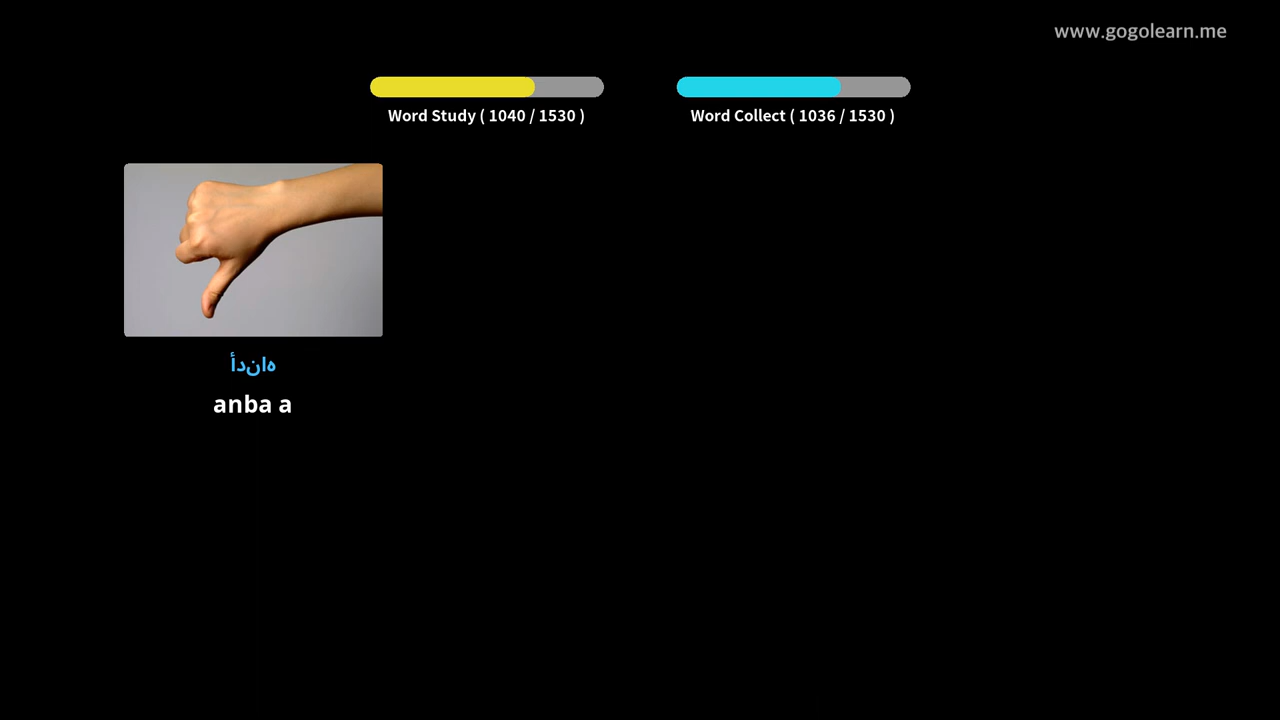 www.gogolearn.me
Word Study ( 1040 / 1530 )
Word Collect ( 1036 / 1530 )
أدناه
anba a